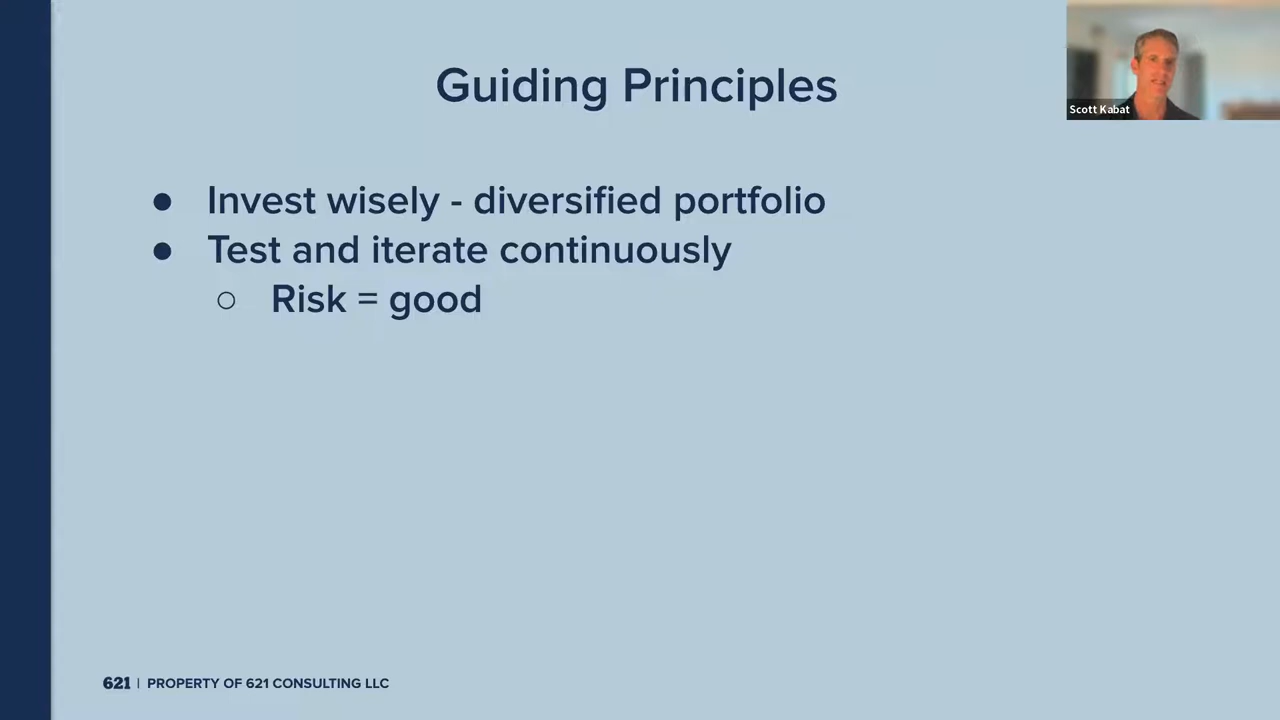 Guiding Principles
Scott Kabat
● Invest wisely - diversified portfolio
● Test and iterate continuously
○ Risk = good
621 | PROPERTY OF 621 CONSULTING LLC